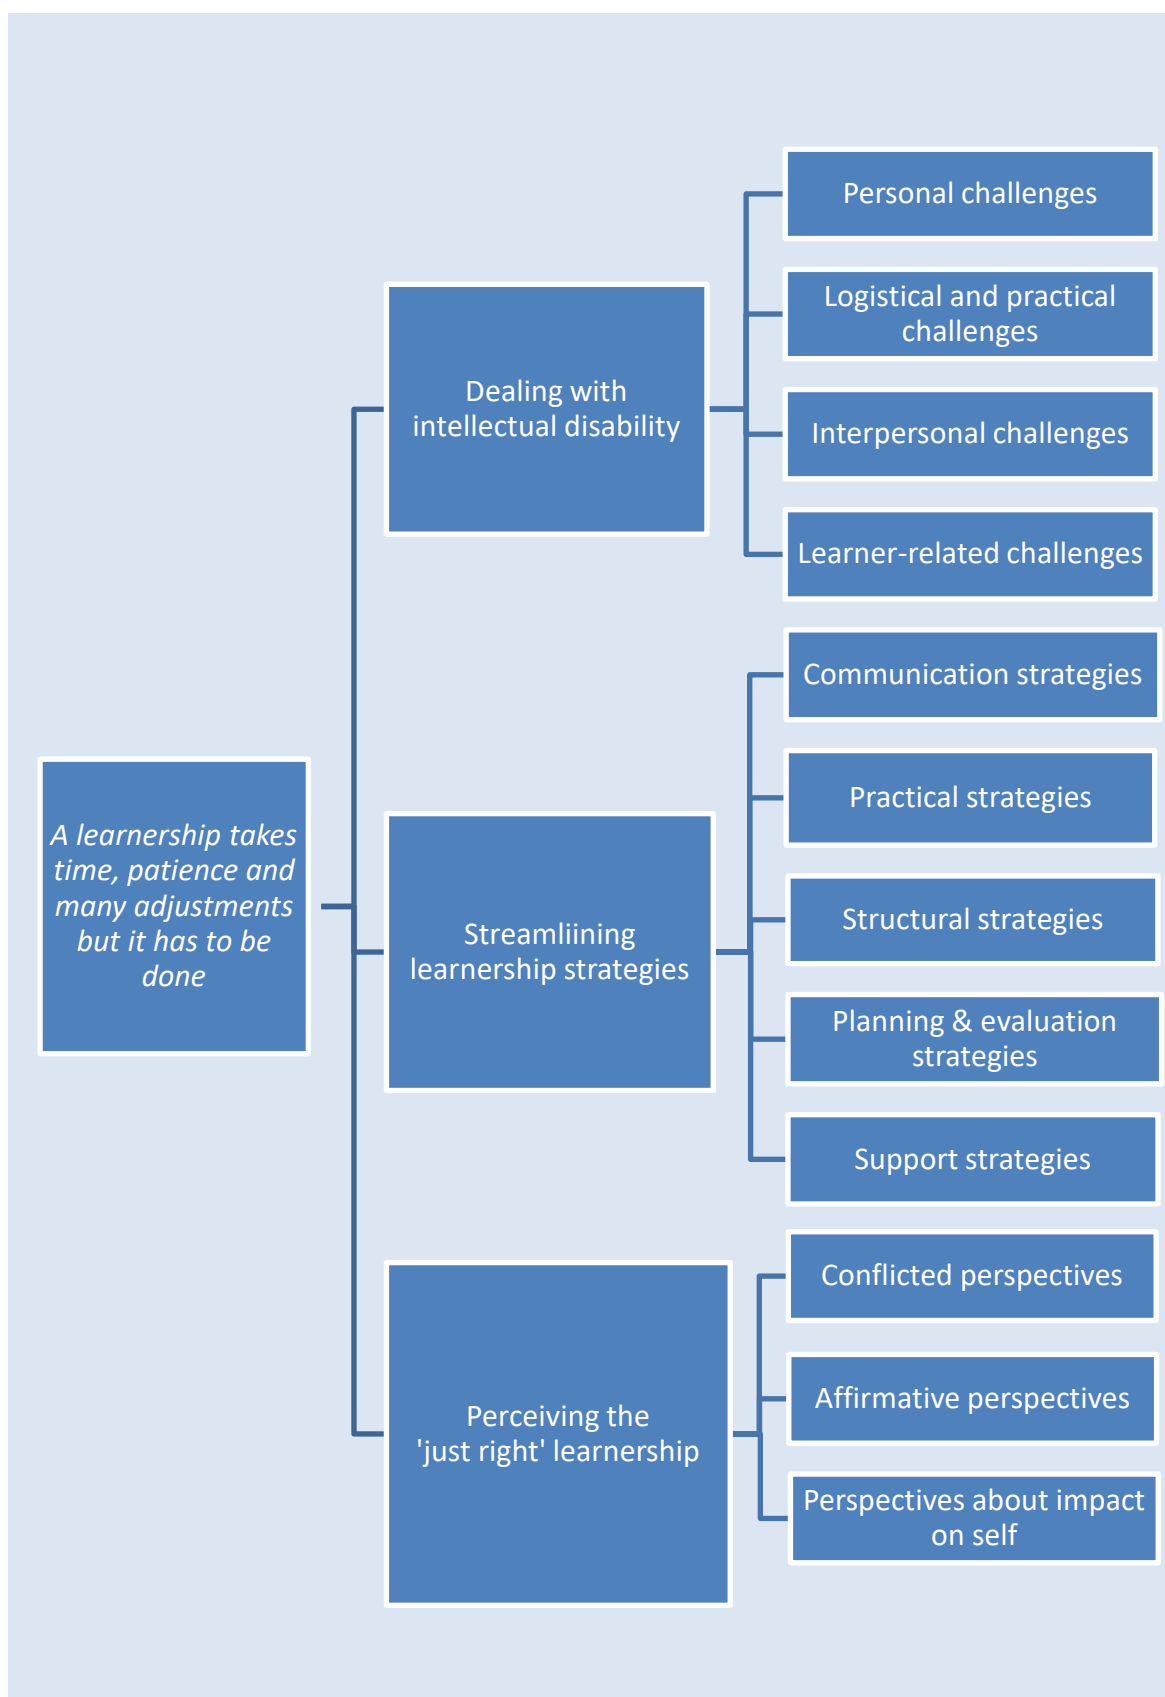 A learnership takes
time, patience and
many adjustments
but it has to be
done
Dealing with
intellectual disability
Personal challenges
Logistical and practical
challenges
Interpersonal challenges
Learner-related challenges
Streamliining
learnership strategies
Communication strategies
Practical strategies
Structural strategies
Planning & evaluation
strategies
Support strategies
Perceiving the
'just right' learnership
Conflicted perspectives
Affirmative perspectives
Perspectives about impact
on self